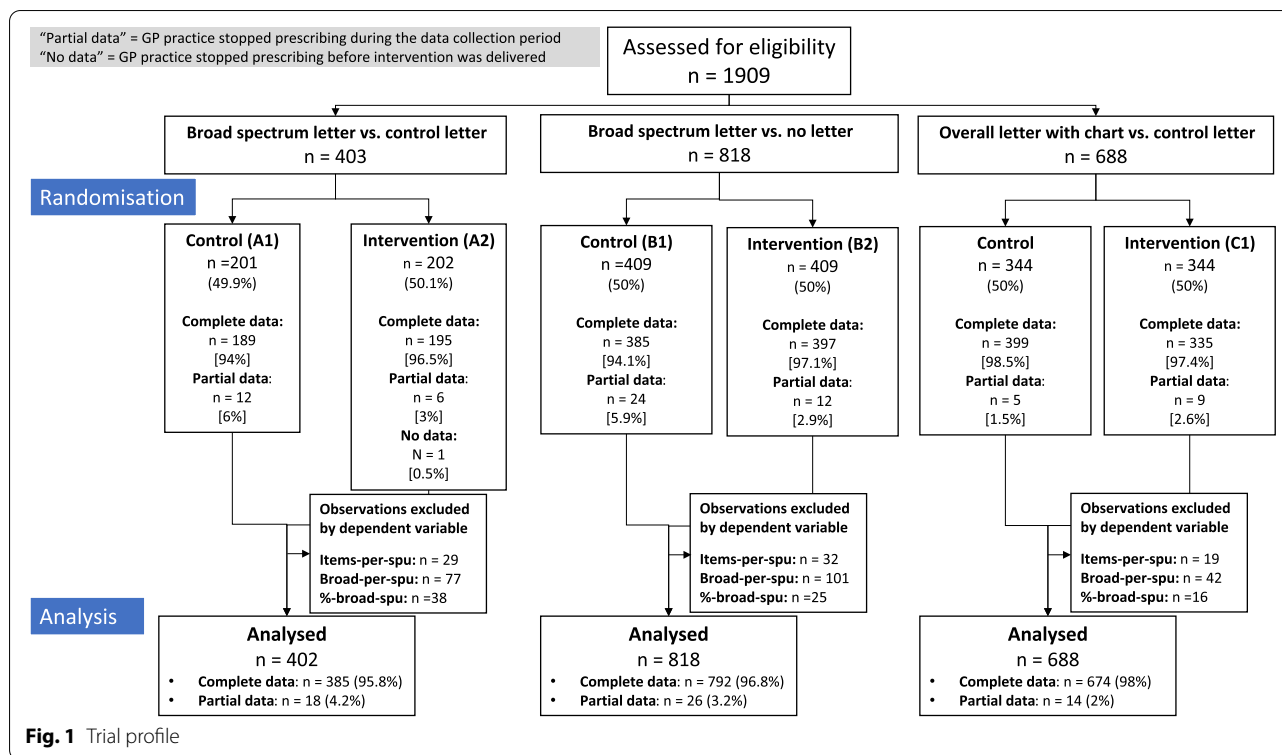 “Partial data” = GP practice stopped prescribing during the data collection period
“No data” = GP practice stopped prescribing before intervention was delivered
Assessed for eligibility
n = 1909
Broad spectrum letter vs. control letter
n = 403
Broad spectrum letter vs. no letter
n = 818
Overall letter with chart vs. control letter
n = 688
Randomisation
Control (A1)
n =201
(49.9%)
Complete data:
n = 189
[94%]
Partial data:
n = 12
[6%]
Intervention (A2)
n = 202
(50.1%)
Complete data:
n = 195
[96.5%]
Partial data:
n = 6
[3%]
No data:
N = 1
[0.5%]
Control (B1)
n =409
(50%)
Complete data:
n = 385
[94.1%]
Partial data:
n = 24
[5.9%]
Intervention (B2)
n = 409
(50%)
Complete data:
n = 397
[97.1%]
Partial data:
n = 12
[2.9%]
Control
n = 344
(50%)
Complete data:
n = 399
[98.5%]
Partial data:
n = 5
[1.5%]
Intervention (C1)
n = 344
(50%)
Complete data:
n = 335
[97.4%]
Partial data:
n = 9
[2.6%]
Observations excluded
by dependent variable
Items-per-spu: n = 29
Broad-per-spu: n = 77
%-broad-spu: n =38
Observations excluded
by dependent variable
Items-per-spu: n = 32
Broad-per-spu: n = 101
%-broad-spu: n =25
Observations excluded
by dependent variable
Items-per-spu: n = 19
Broad-per-spu: n = 42
%-broad-spu: n =16
Analysis
Analysed
n = 402
• Complete data: n = 385 (95.8%)
• Partial data: n = 18 (4.2%)
Analysed
n = 818
• Complete data: n = 792 (96.8%)
• Partial data: n = 26 (3.2%)
Analysed
n = 688
• Complete data: n = 674 (98%)
• Partial data: n = 14 (2%)
Fig. 1 Trial profile